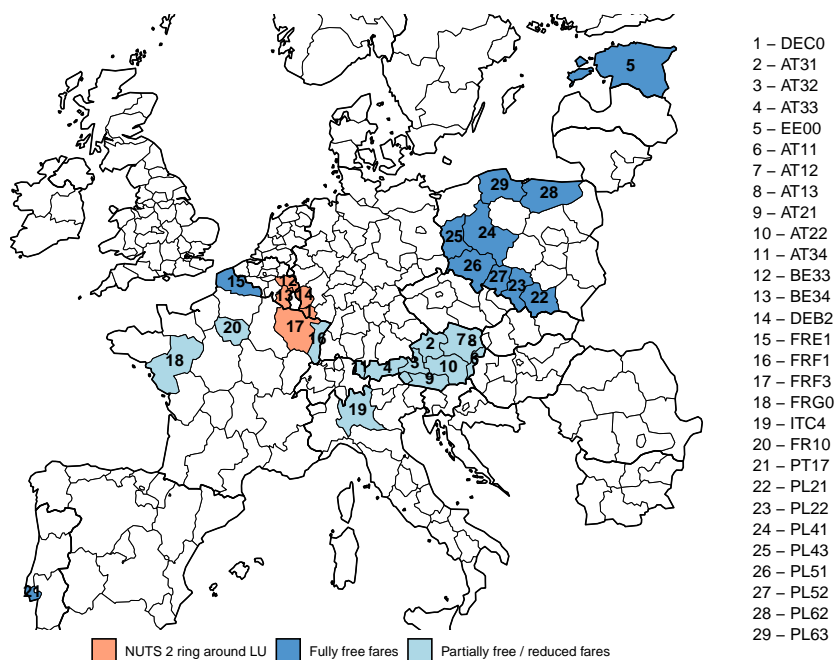 1 – DEC0
2 – AT31
3 – AT32
4 – AT33
5 – EE00
6 – AT11
7 – AT12
8 – AT13
9 – AT21
10 – AT22
11 – AT34
12 – BE33
13 – BE34
14 – DEB2
15 – FRE1
16 – FRF1
17 – FRF3
18 – FRG0
19 – ITC4
20 – FR10
21 – PT17
22 – PL21
23 – PL22
24 – PL41
25 – PL43
26 – PL51
27 – PL52
28 – PL62
29 – PL63
5
29
28
25
24
26
27
23
22
15
12
13
14
17
16
20
18
2
7
8
6
3
10
9
4
11
19
21
NUTS 2 ring around LU
Fully free fares
Partially free / reduced fares